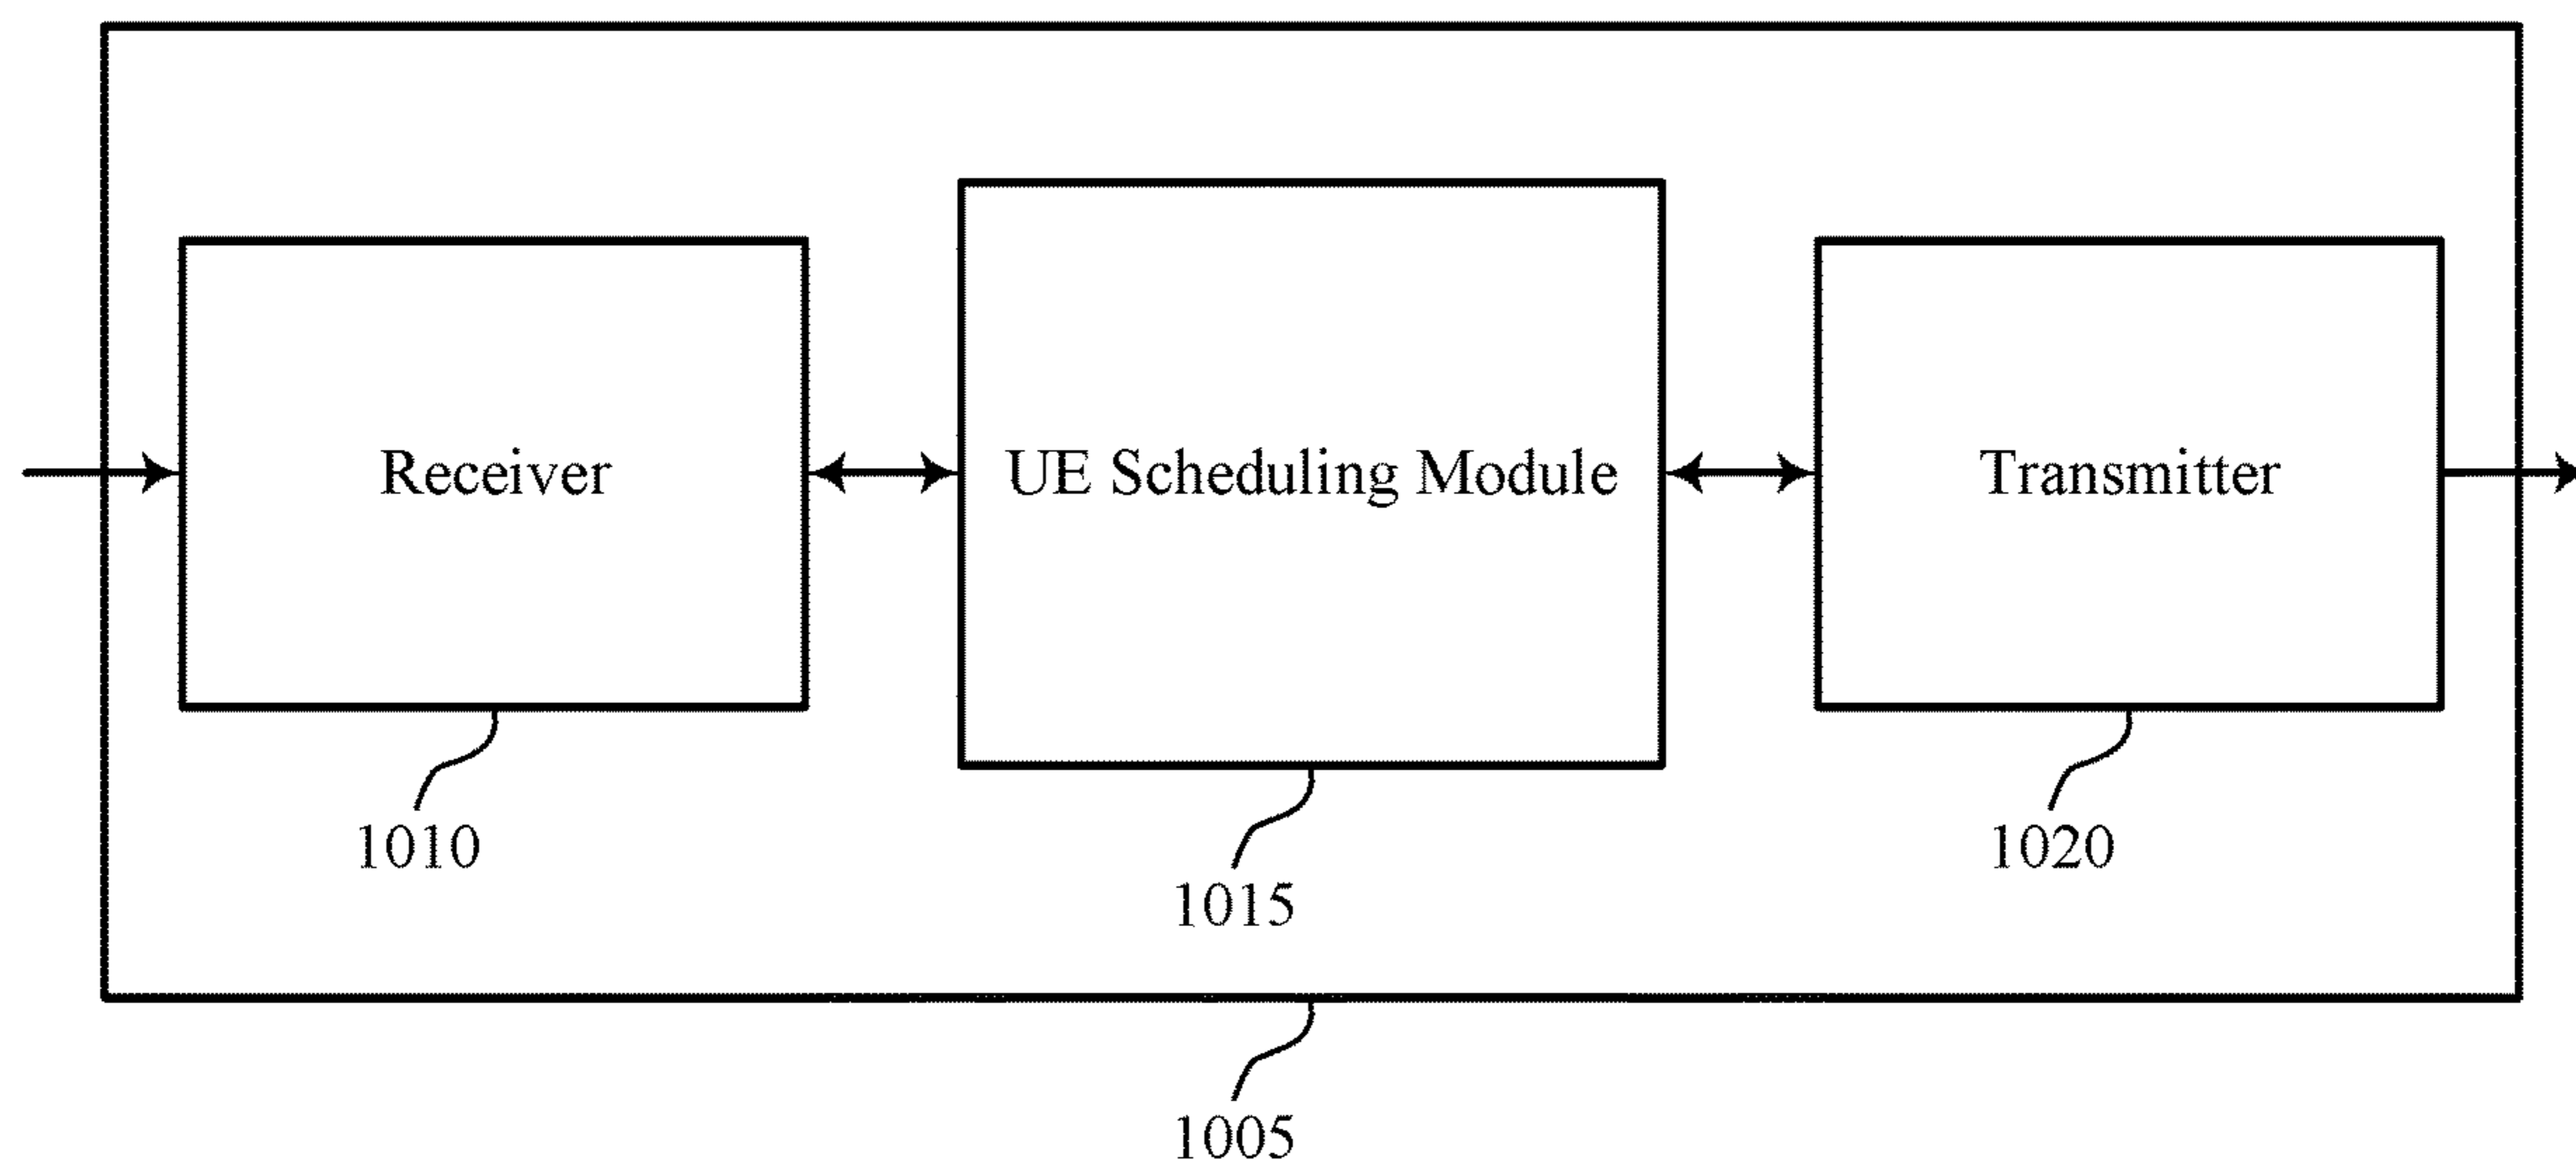 Receiver
UE Scheduling Module
Transmitter
1010
1015
1020
1005